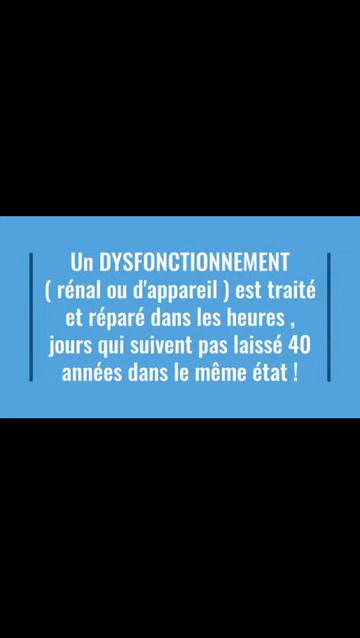 Un DYSFONCTIONNEMENT
( rénal ou d'appareil ) est traité
et réparé dans les heures ,
jours qui suivent pas laissé 40
années dans le même état !